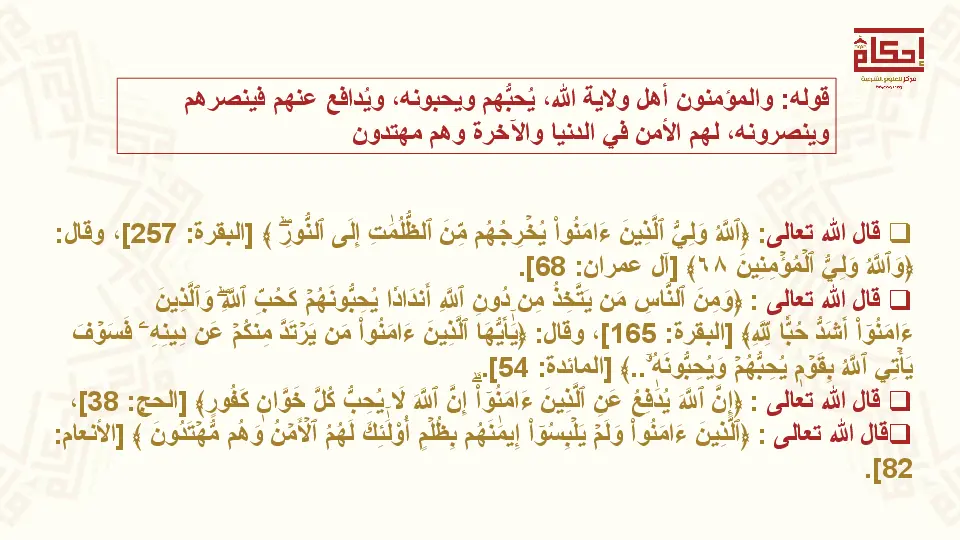 إحكام
مركز للعلوم الشرعية
قوله: والمؤمنون أهل ولاية الله، يُحبُّهم ويحبونه، ويُدافع عنهم فينصرهم
وينصرونه، لهم الأمن في الدنيا والآخرة وهم مهتدون
❑ قال الله تعالى: ﴿ٱللَّهُ وَلِيُّ ٱلَّذِينَ ءَامَنُواْ يُخۡرِجُهُم مِّنَ ٱلظُّلُمَٰتِ إِلَى ٱلنُّورِۖ ﴾ [البقرة: 257]، وقال:
﴿وَٱللَّهُ وَلِيُّ ٱلۡمُؤۡمِنِينَ ٦٨﴾ [آل عمران: 68].
❑ قال الله تعالى : ﴿وَمِنَ ٱلنَّاسِ مَن يَتَّخِذُ مِن دُونِ ٱللَّهِ أَندَادٗا يُحِبُّونَهُمۡ كَحُبِّ ٱللَّهِۖ وَٱلَّذِينَ
ءَامَنُوٓاْ أَشَدُّ حُبّٗا لِّلَّهِ﴾ [البقرة: 165]، وقال: ﴿يَٰٓأَيُّهَا ٱلَّذِينَ ءَامَنُواْ مَن يَرۡتَدَّ مِنكُمۡ عَن دِينِهِۦ فَسَوۡفَ
يَأۡتِي ٱللَّهُ بِقَوۡمٖ يُحِبُّهُمۡ وَيُحِبُّونَهُۥٓ..﴾ [المائدة: 54].
❑ قال الله تعالى : ﴿إِنَّ ٱللَّهَ يُدَٰفِعُ عَنِ ٱلَّذِينَ ءَامَنُوٓاْۗ إِنَّ ٱللَّهَ لَا يُحِبُّ كُلَّ خَوَّانٖ كَفُورٍ﴾ [الحج: 38]،
❑قال الله تعالى : ﴿ٱلَّذِينَ ءَامَنُواْ وَلَمۡ يَلۡبِسُوٓاْ إِيمَٰنَهُم بِظُلۡمٍ أُوْلَٰٓئِكَ لَهُمُ ٱلۡأَمۡنُ وَهُم مُّهۡتَدُونَ ﴾ [الأنعام:
82].